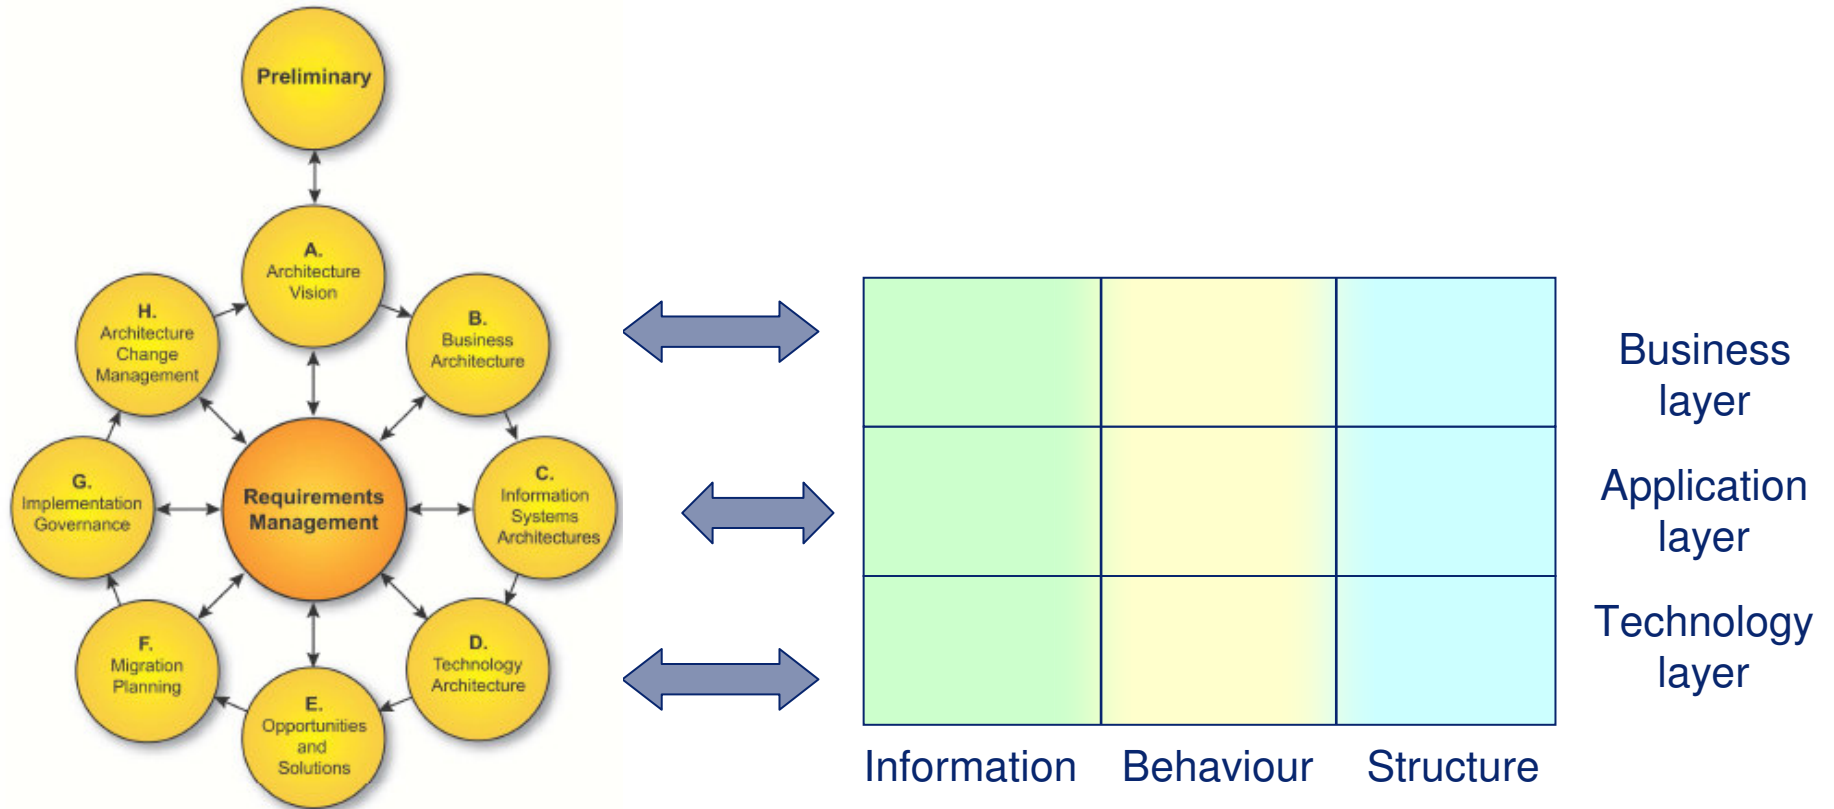 Preliminary
A.
Architecture
Vision
B.
Business
Architecture
C.
Information
Systems
Architectures
D.
Technology
Architecture
E.
Opportunities
and
Solutions
F.
Migration
Planning
G.
Implementation
Governance
H.
Architecture
Change
Management
Requirements
Management
Business
layer
Application
layer
Technology
layer
Information
Behaviour
Structure